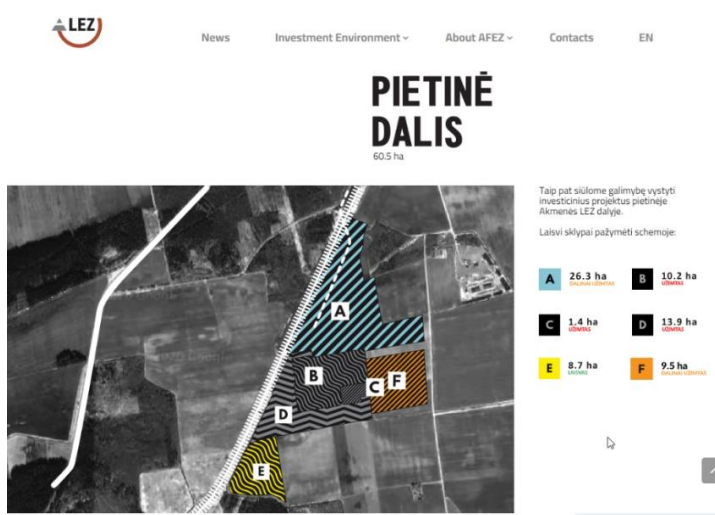 LEZ
News Investment Environment About AFEZ Contacts EN
PIETINĖ
DALIS
60.5 ha
Taip pat siūlome galimybę vystyti
investicinius projektus pietinėje
Akmenės LEZ dalyje.
Laisvi sklypai pažymėti schemoje:
A 26.3 ha
DALINAI UŽIMTAS
B 10.2 ha
UŽIMTAS
C 1.4 ha
UŽIMTAS
D 13.9 ha
UŽIMTAS
E 8.7 ha
LAISVAS
F 9.5 ha
DALINAI UŽIMTAS
A
B
C
F
D
E